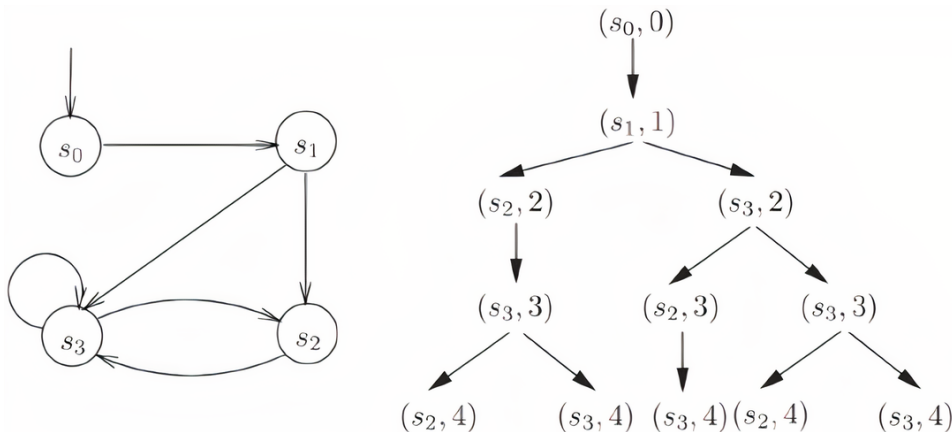 s₀
s₁
s₃
s₂
(s₀, 0)
(s₁, 1)
(s₂, 2) (s₃, 2)
(s₃, 3) (s₂, 3) (s₃, 3)
(s₂, 4) (s₃, 4) (s₃, 4) (s₂, 4) (s₃, 4)